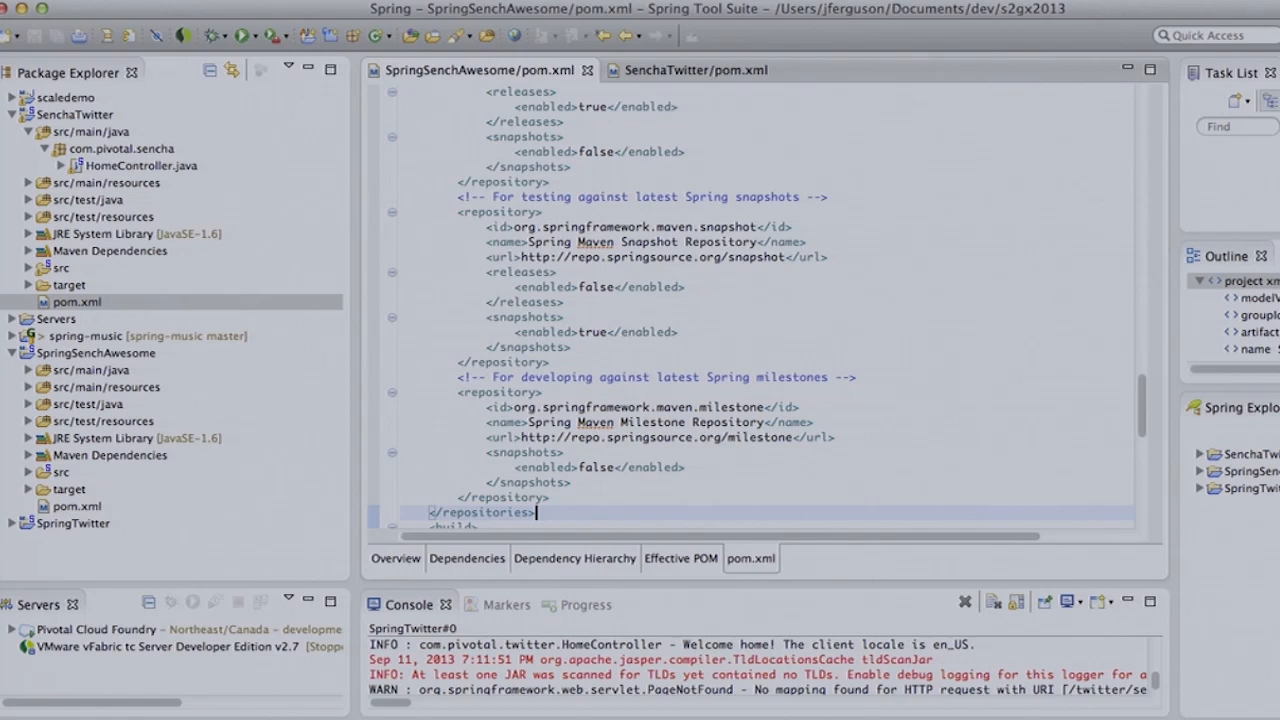 Spring – SpringSenchAwesome/pom.xml – Spring Tool Suite – /Users/jferguson/Documents/dev/s2gx2013
Quick Access
Package Explorer
scaledemo
SenchaTwitter
src/main/java
com.pivotal.sencha
HomeController.java
src/main/resources
src/test/java
src/test/resources
JRE System Library [JavaSE-1.6]
Maven Dependencies
src
target
pom.xml
Servers
> spring-music [spring-music master]
SpringSenchAwesome
src/main/java
src/main/resources
src/test/java
src/test/resources
JRE System Library [JavaSE-1.6]
Maven Dependencies
src
target
pom.xml
SpringTwitter
SpringSenchAwesome/pom.xml
SenchaTwitter/pom.xml
<releases>
<enabled>true</enabled>
</releases>
<snapshots>
<enabled>false</enabled>
</snapshots>
</repository>
<!-- For testing against latest Spring snapshots -->
<repository>
<id>org.springframework.maven.snapshot</id>
<name>Spring Maven Snapshot Repository</name>
<url>http://repo.springsource.org/snapshot</url>
<releases>
<enabled>false</enabled>
</releases>
<snapshots>
<enabled>true</enabled>
</snapshots>
</repository>
<!-- For developing against latest Spring milestones -->
<repository>
<id>org.springframework.maven.milestone</id>
<name>Spring Maven Milestone Repository</name>
<url>http://repo.springsource.org/milestone</url>
<snapshots>
<enabled>false</enabled>
</snapshots>
</repository>
</repositories>
<build>
Overview
Dependencies
Dependency Hierarchy
Effective POM
pom.xml
Task List
Find
Outline
project xm
modelV
groupId
artifac
name S
Spring Explo
SenchaTwi
SpringSen
SpringTwit
Servers
Pivotal Cloud Foundry – Northeast/Canada – developme
VMware vFabric tc Server Developer Edition v2.7 [Stopp
Console
Markers
Progress
SpringTwitter#0
INFO : com.pivotal.twitter.HomeController - Welcome home! The client locale is en_US.
Sep 11, 2013 7:11:51 PM org.apache.jasper.compiler.TldLocationsCache tldScanJar
INFO: At least one JAR was scanned for TLDs yet contained no TLDs. Enable debug logging for this logger for a
WARN : org.springframework.web.servlet.PageNotFound - No mapping found for HTTP request with URI [/twitter/se